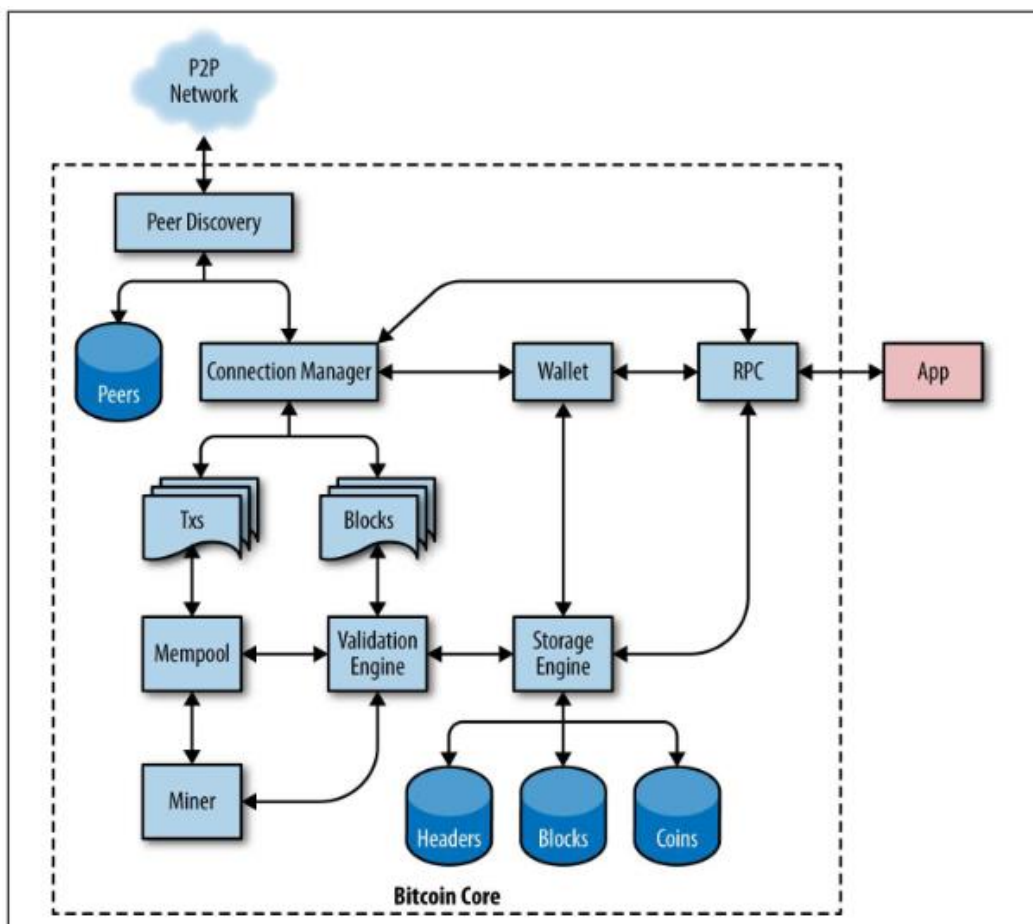 P2P
Network
Peer Discovery
Peers
Connection Manager
Wallet
RPC
App
Txs
Blocks
Mempool
Validation
Engine
Storage
Engine
Miner
Headers
Blocks
Coins
Bitcoin Core